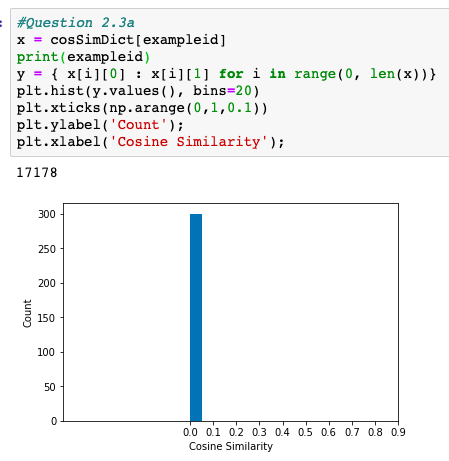 :
#Question 2.3a
x = cosSimDict[exampleid]
print(exampleid)
y = { x[i][0] : x[i][1] for i in range(0, len(x))}
plt.hist(y.values(), bins=20)
plt.xticks(np.arange(0,1,0.1))
plt.ylabel('Count');
plt.xlabel('Cosine Similarity');
17178
300
250
200
150
100
50
0
Count
0.0 0.1 0.2 0.3 0.4 0.5 0.6 0.7 0.8 0.9
Cosine Similarity